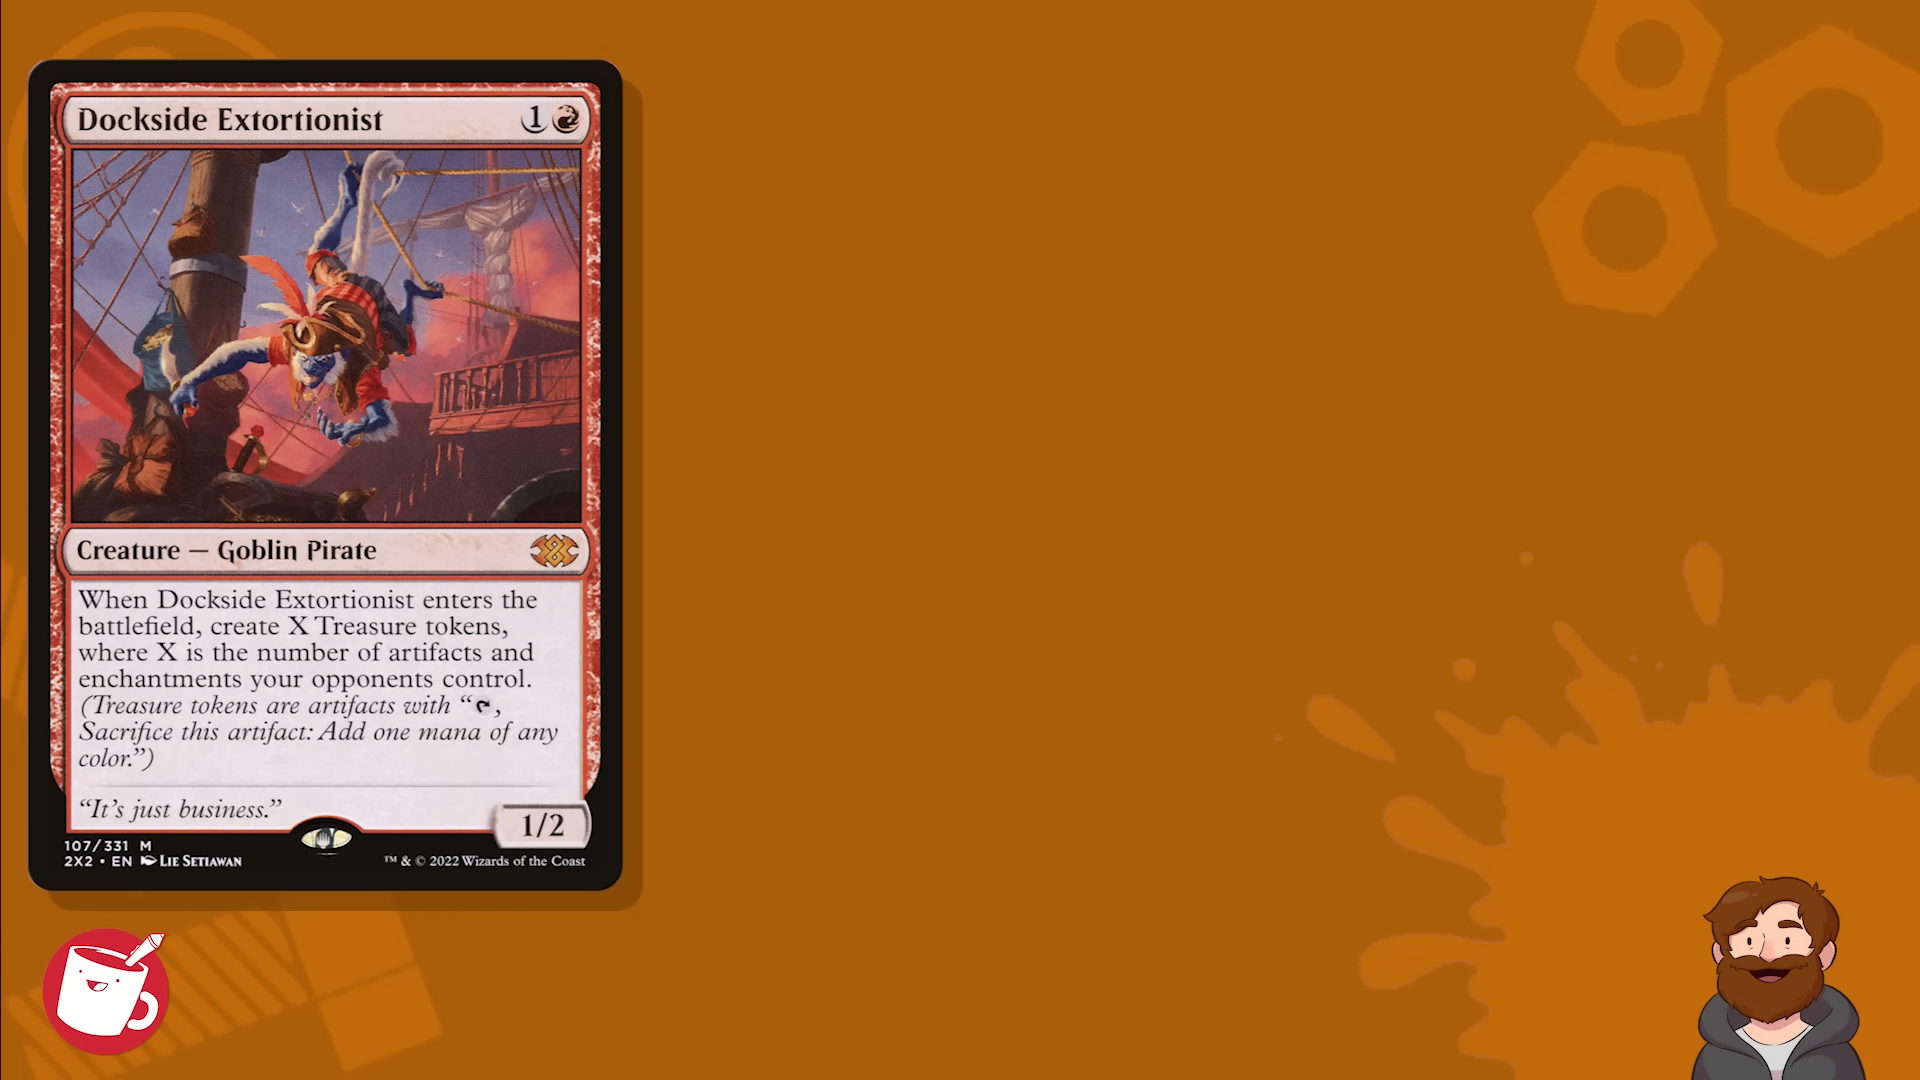 Dockside Extortionist 1
Creature — Goblin Pirate
When Dockside Extortionist enters the
battlefield, create X Treasure tokens,
where X is the number of artifacts and
enchantments your opponents control.
(Treasure tokens are artifacts with “,
Sacrifice this artifact: Add one mana of any
color.”)
“It’s just business.”
1/2
107/331 M
2X2 • EN Lie Setiawan
™ & © 2022 Wizards of the Coast